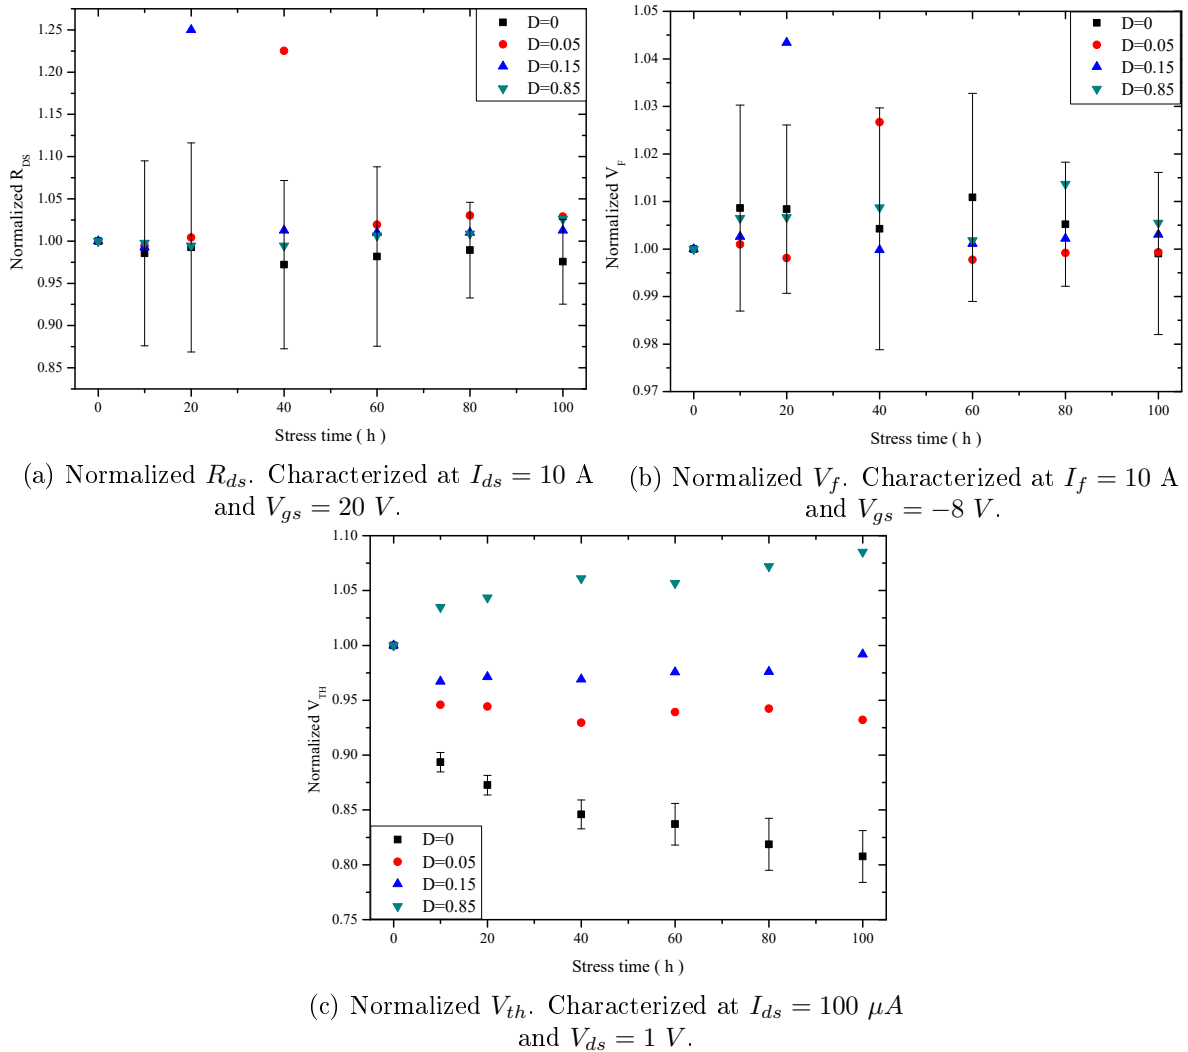 1.25
1.20
1.15
1.10
1.05
1.00
0.95
0.90
0.85
Normalized R_DS
0 20 40 60 80 100
Stress time ( h )
D=0
D=0.05
D=0.15
D=0.85
(a) Normalized R_ds. Characterized at I_ds = 10 A
and V_gs = 20 V.
1.05
1.04
1.03
1.02
1.01
1.00
0.99
0.98
0.97
Normalized V_F
0 20 40 60 80 100
Stress time ( h )
D=0
D=0.05
D=0.15
D=0.85
(b) Normalized V_f. Characterized at I_f = 10 A
and V_gs = −8 V.
1.10
1.05
1.00
0.95
0.90
0.85
0.80
0.75
Normalized V_TH
0 20 40 60 80 100
Stress time ( h )
D=0
D=0.05
D=0.15
D=0.85
(c) Normalized V_th. Characterized at I_ds = 100 μA
and V_ds = 1 V.